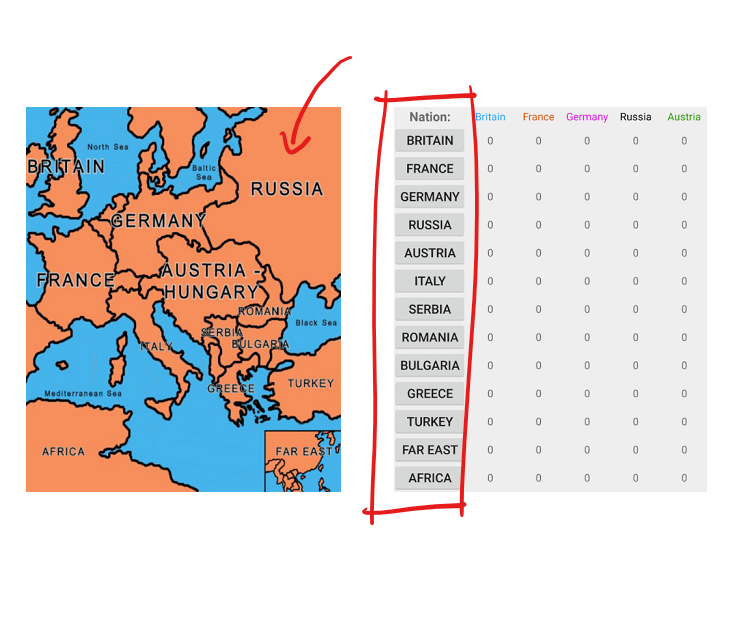 North Sea
BRITAIN
Baltic
Sea
RUSSIA
GERMANY
AUSTRIA -
HUNGARY
FRANCE
ROMANIA
Black Sea
SERBIA
BULGARIA
ITALY
TURKEY
GREECE
Mediterranean Sea
AFRICA
FAR EAST
Nation: Britain France Germany Russia Austria
BRITAIN 0 0 0 0 0
FRANCE 0 0 0 0 0
GERMANY 0 0 0 0 0
RUSSIA 0 0 0 0 0
AUSTRIA 0 0 0 0 0
ITALY 0 0 0 0 0
SERBIA 0 0 0 0 0
ROMANIA 0 0 0 0 0
BULGARIA 0 0 0 0 0
GREECE 0 0 0 0 0
TURKEY 0 0 0 0 0
FAR EAST 0 0 0 0 0
AFRICA 0 0 0 0 0